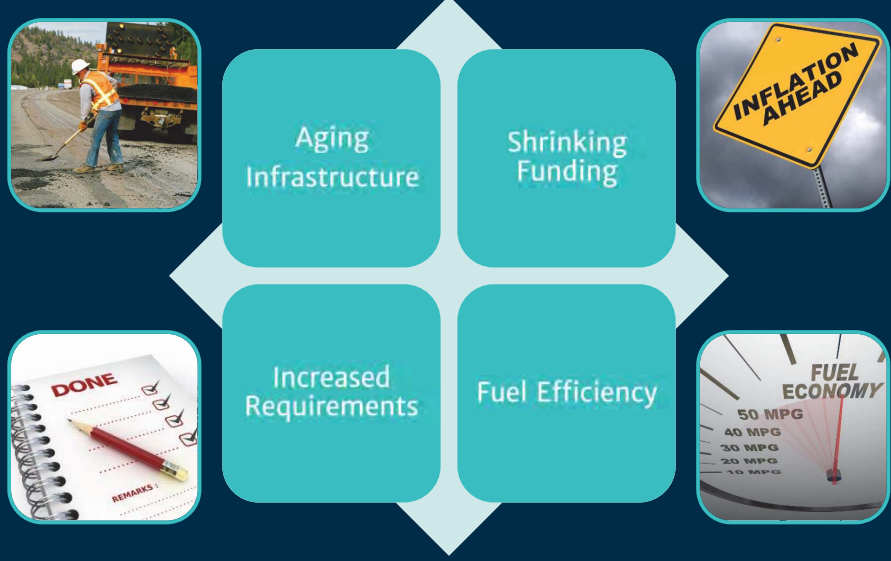 Aging
Infrastructure
Shrinking
Funding
INFLATION
AHEAD
Increased
Requirements
Fuel Efficiency
DONE
REMARKS :
FUEL
ECONOMY
50 MPG
40 MPG
30 MPG
20 MPG
10 MPG